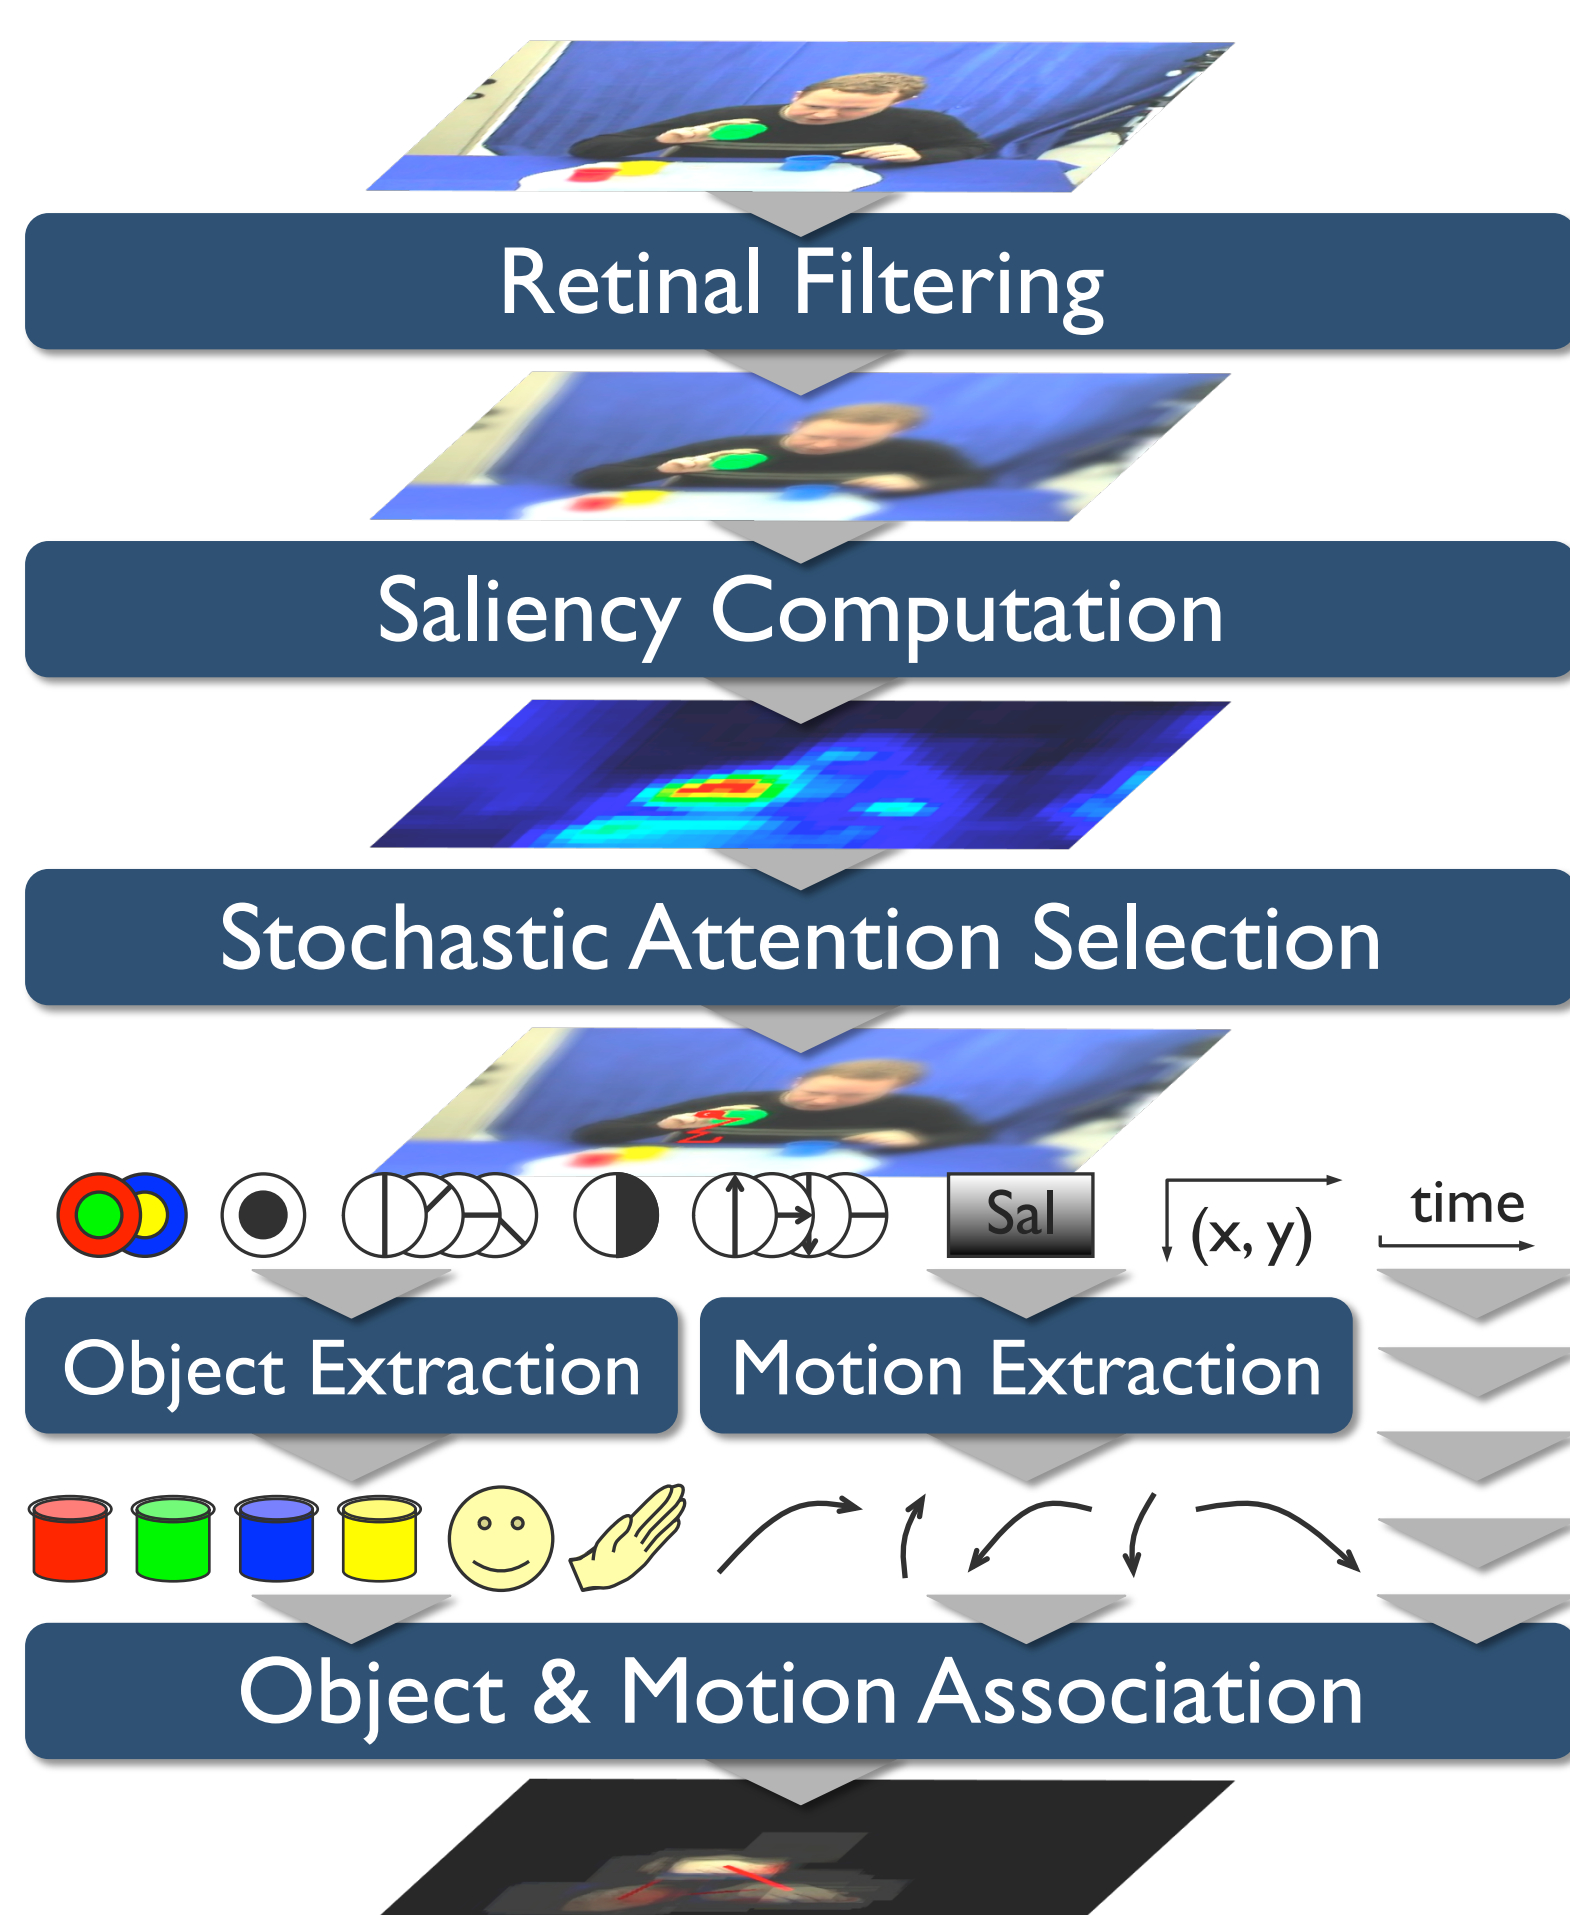 Retinal Filtering
Saliency Computation
Stochastic Attention Selection
Sal
(x, y)
time
Object Extraction
Motion Extraction
Object & Motion Association